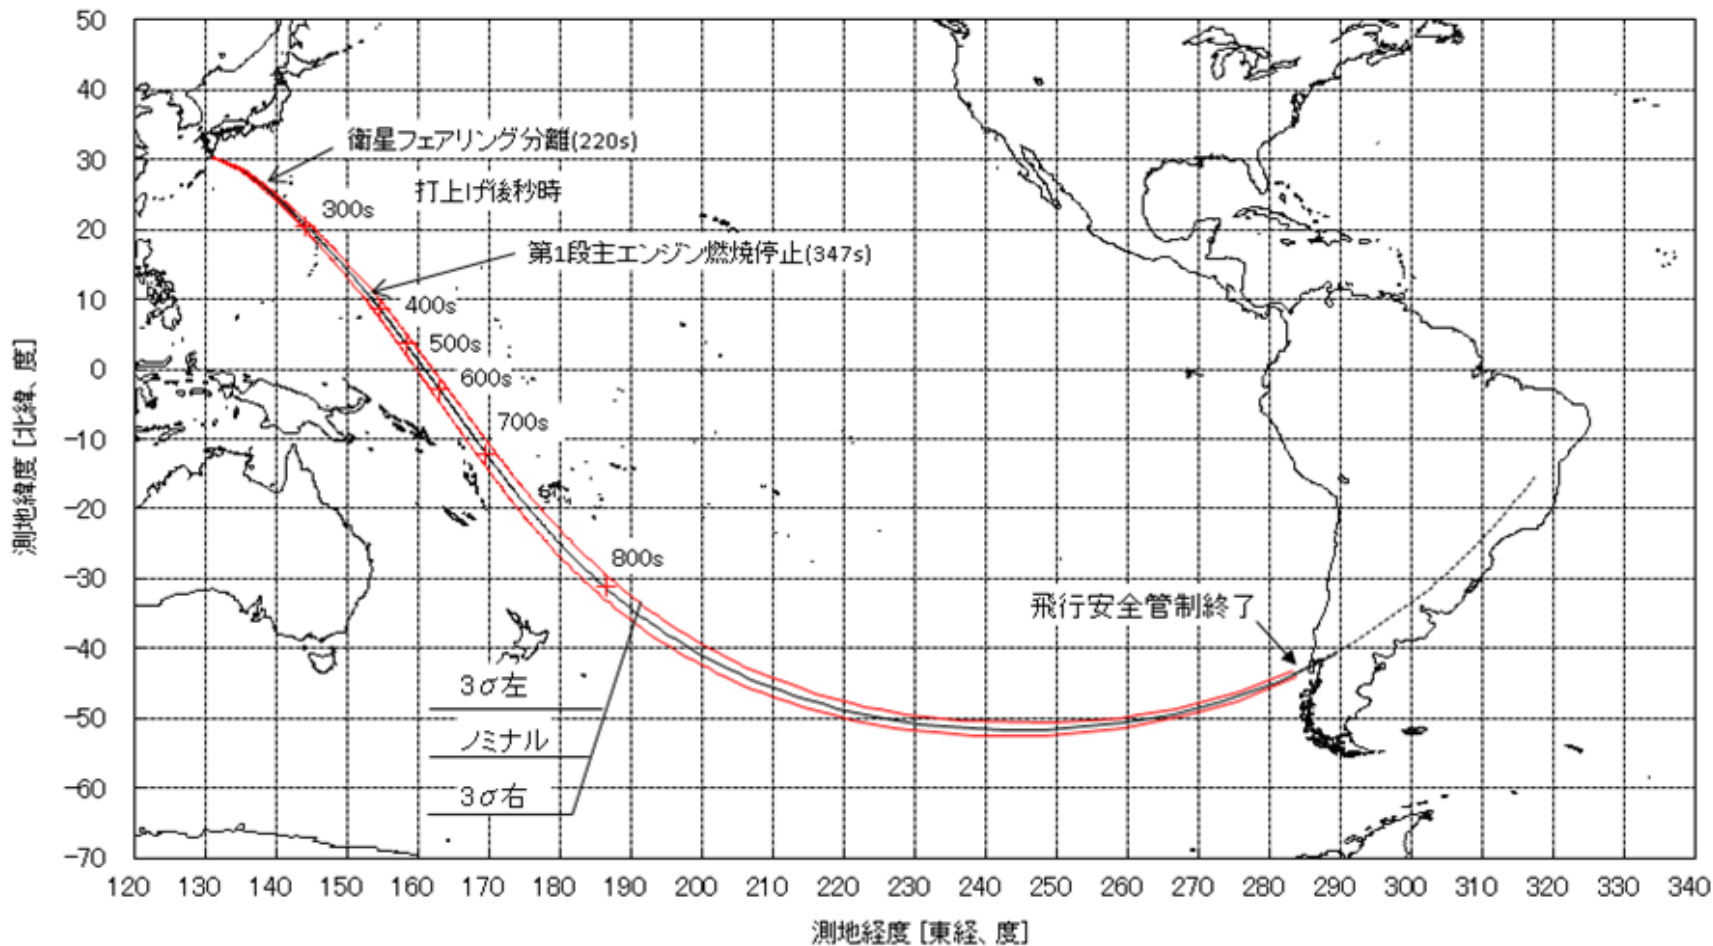 50
40
30
20
10
0
-10
-20
-30
-40
-50
-60
-70
測地緯度 [北緯、度]
衛星フェアリング分離(220s)
打上げ後秒時
300s
第1段主エンジン燃焼停止(347s)
400s
500s
600s
700s
800s
飛行安全管制終了
3σ左
ノミナル
3σ右
120 130 140 150 160 170 180 190 200 210 220 230 240 250 260 270 280 290 300 310 320 330 340
測地経度 [東経、度]